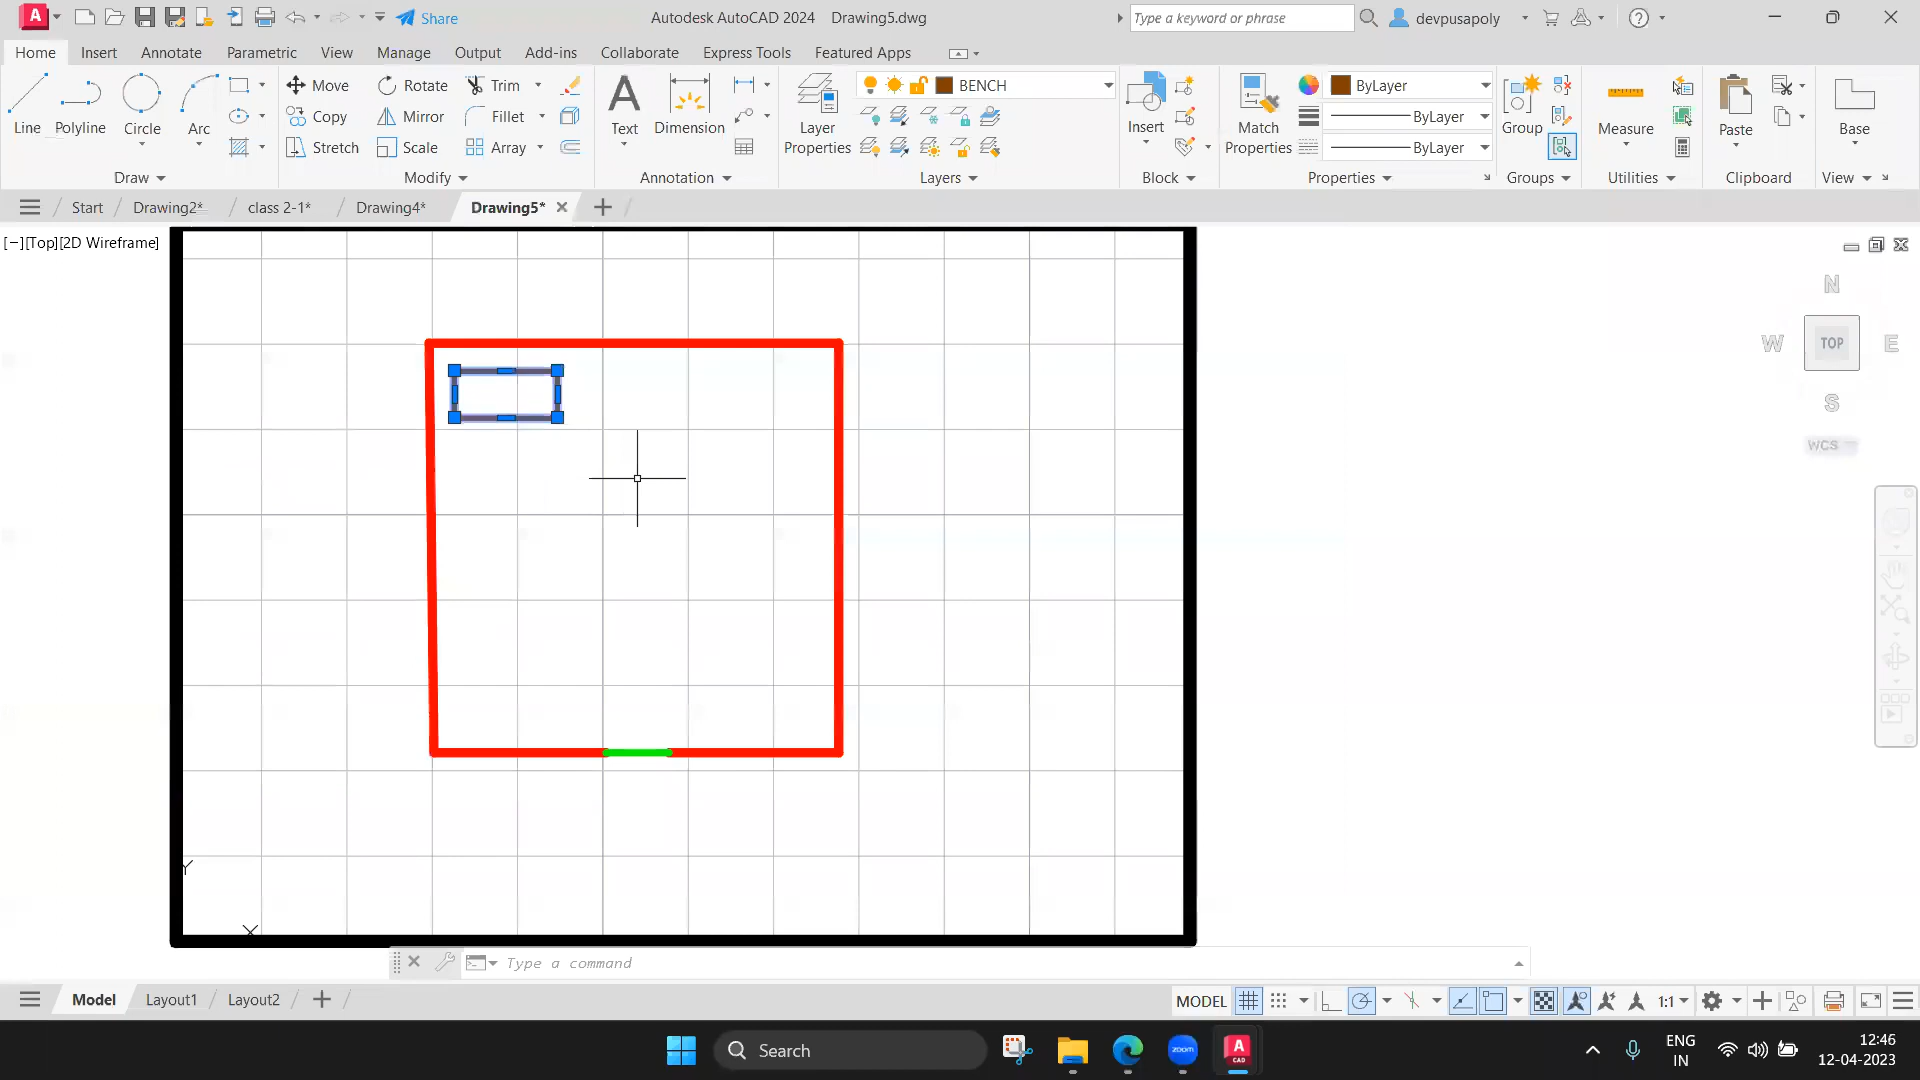 A Share Autodesk AutoCAD 2024 Drawing5.dwg Type a keyword or phrase devpusapoly
Home Insert Annotate Parametric View Manage Output Add-ins Collaborate Express Tools Featured Apps
Line Polyline Circle Arc
Move Rotate Trim
Copy Mirror Fillet
Stretch Scale Array
Text Dimension
Layer Properties
BENCH
Insert
Match Properties
ByLayer
ByLayer
ByLayer
Group
Measure
Paste
Base
Draw Modify Annotation Layers Block Properties Groups Utilities Clipboard View
Start Drawing2* class 2-1* Drawing4* Drawing5*
[−][Top][2D Wireframe]
N
W TOP E
S
WCS
Y
X
Type a command
Model Layout1 Layout2
MODEL 1:1
Search
zoom
A CAD
ENG
IN
12:46
12-04-2023